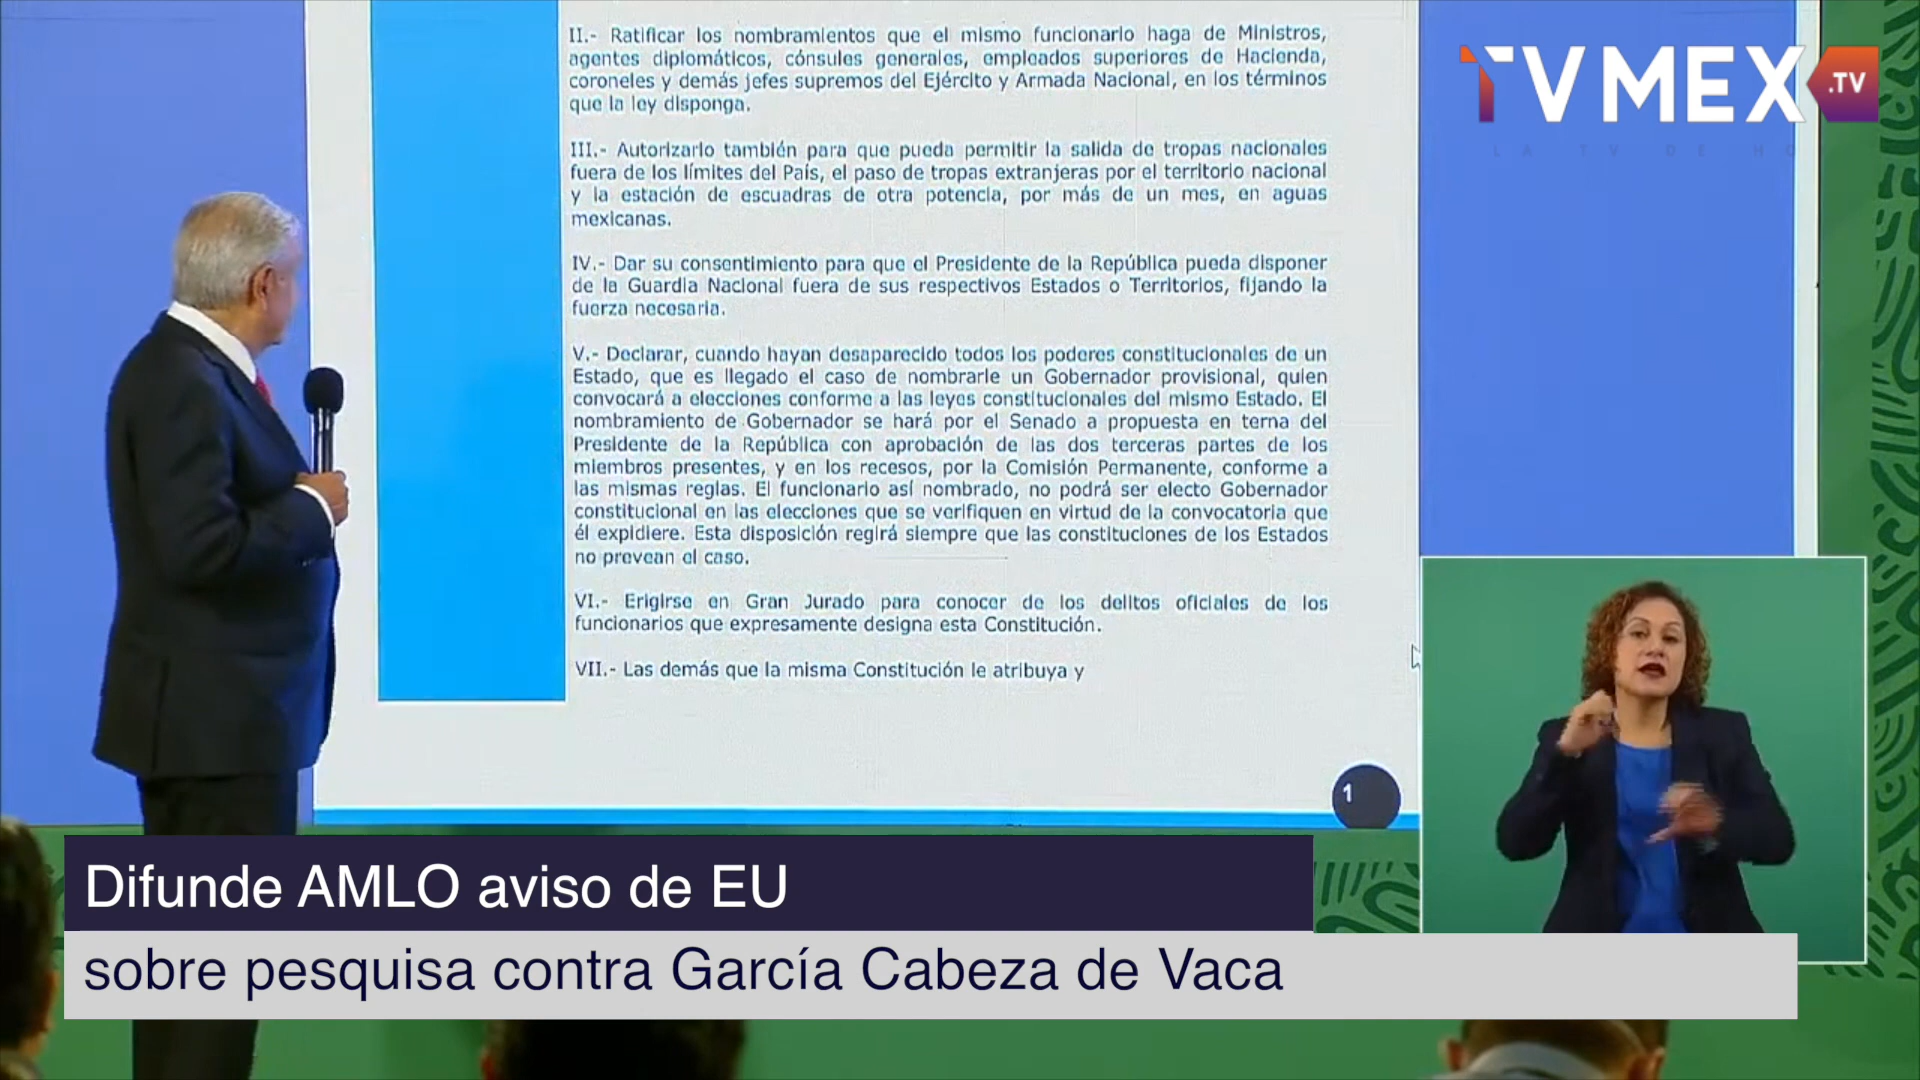 II.- Ratificar los nombramientos que el mismo funcionario haga de Ministros,
agentes diplomáticos, cónsules generales, empleados superiores de Hacienda,
coroneles y demás jefes supremos del Ejército y Armada Nacional, en los términos
que la ley disponga.
III.- Autorizarlo también para que pueda permitir la salida de tropas nacionales
fuera de los límites del País, el paso de tropas extranjeras por el territorio nacional
y la estación de escuadras de otra potencia, por más de un mes, en aguas
mexicanas.
IV.- Dar su consentimiento para que el Presidente de la República pueda disponer
de la Guardia Nacional fuera de sus respectivos Estados o Territorios, fijando la
fuerza necesaria.
V.- Declarar, cuando hayan desaparecido todos los poderes constitucionales de un
Estado, que es llegado el caso de nombrarle un Gobernador provisional, quien
convocará a elecciones conforme a las leyes constitucionales del mismo Estado. El
nombramiento de Gobernador se hará por el Senado a propuesta en terna del
Presidente de la República con aprobación de las dos terceras partes de los
miembros presentes, y en los recesos, por la Comisión Permanente, conforme a
las mismas reglas. El funcionario así nombrado, no podrá ser electo Gobernador
constitucional en las elecciones que se verifiquen en virtud de la convocatoria que
él expidiere. Esta disposición regirá siempre que las constituciones de los Estados
no prevean el caso.
VI.- Erigirse en Gran Jurado para conocer de los delitos oficiales de los
funcionarios que expresamente designa esta Constitución.
VII.- Las demás que la misma Constitución le atribuya y
1
TVMEX.TV
LA TV DE HO
Difunde AMLO aviso de EU
sobre pesquisa contra García Cabeza de Vaca